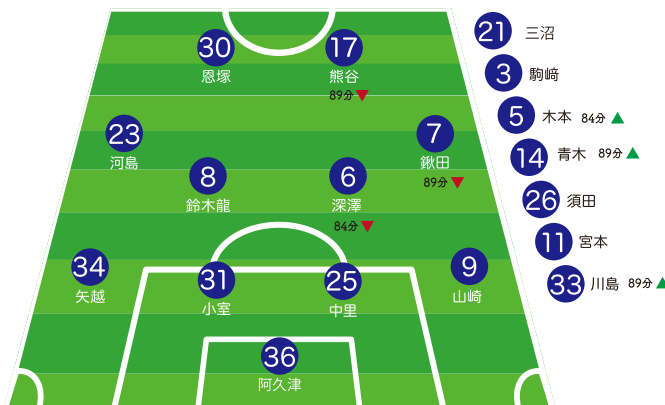 30 17
恩塚 熊谷
89分▼
23 7
河島 鍬田
89分▼
8 6
鈴木龍 深澤
84分▼
34 9
矢越 山崎
31 25
小室 中里
36
阿久津
21 三沼
3 駒﨑
5 木本 84分▲
14 青木 89分▲
26 須田
11 宮本
33 川島 89分▲